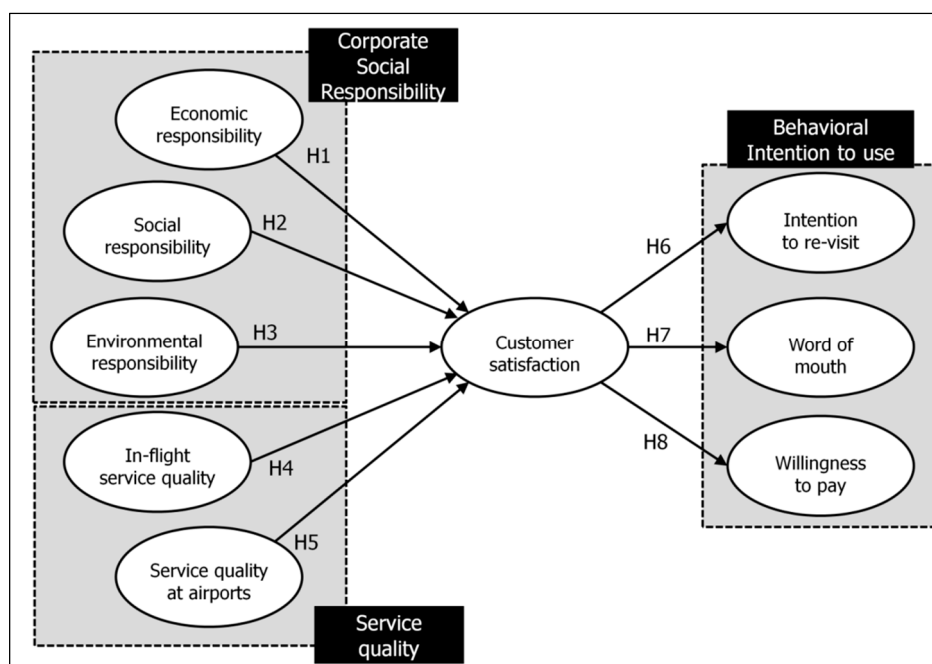 Corporate
Social
Responsibility
Economic
responsibility
H1
Social
responsibility
H2
Environmental
responsibility
H3
In-flight
service quality
H4
Service quality
at airports
H5
Service
quality
Customer
satisfaction
Behavioral
Intention to use
H6
Intention
to re-visit
H7
Word of
mouth
H8
Willingness
to pay